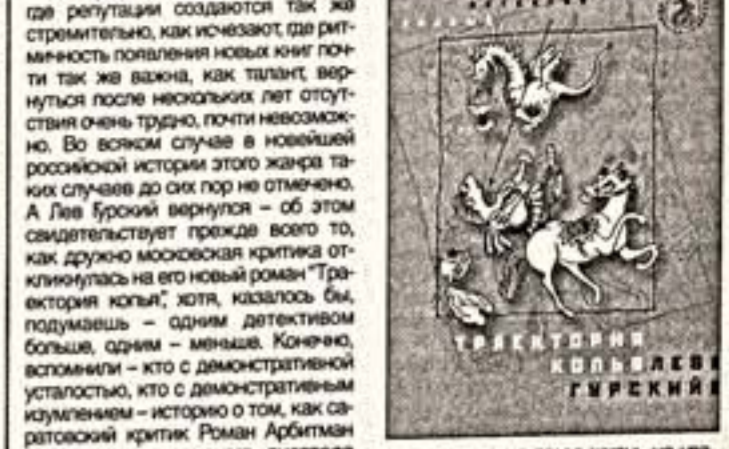 где репутации создаются так же
стремительно, как исчезают, где рит-
мичность появления новых книг поч-
ти так же важна, как талант, вер-
нуться после нескольких лет отсут-
ствия очень трудно, почти невозмож-
но. Во всяком случае в новейшей
российской истории этого жанра та-
ких случаев до сих пор не отмечено.
А Лев Гурский вернулся – об этом
свидетельствует прежде всего то,
как дружно московская критика от-
кликнулась на его новый роман "Тра-
ектория копья", хотя, казалось бы,
подумаешь – одним детективом
больше, одним – меньше. Конечно,
вспомнили – кто с демонстративной
усталостью, кто с демонстративным
изумлением – историю о том, как са-
ратовский критик Роман Арбитман
ТРАЕКТОРИЯ
КОПЬЯ ЛЕВ
ГУРСКИЙ